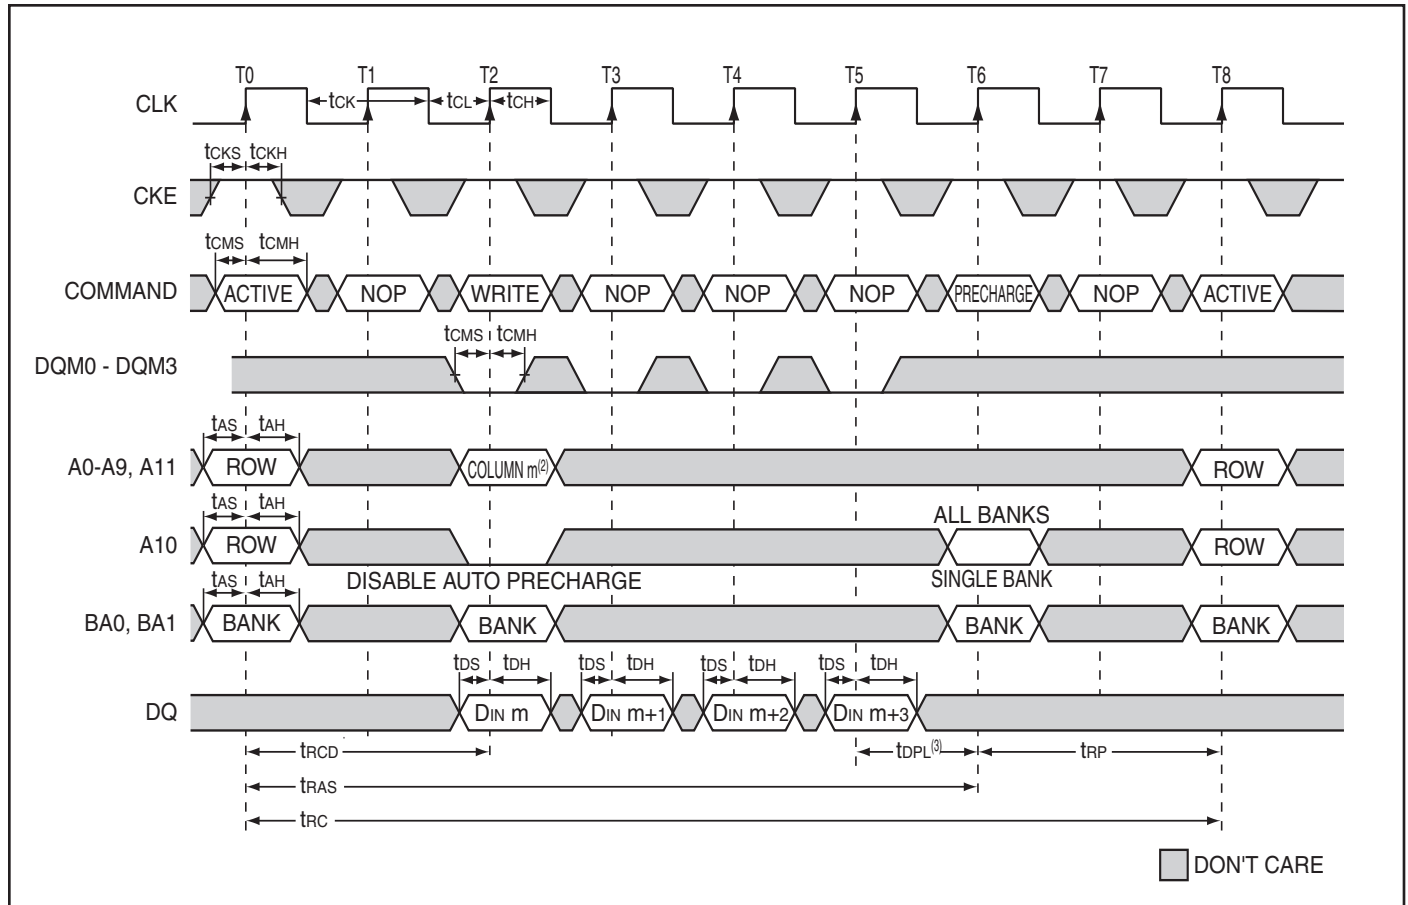 T0 T1 T2 T3 T4 T5 T6 T7 T8
CLK tCK tCL tCH
tCKS tCKH
CKE
tCMS tCMH
COMMAND ACTIVE NOP WRITE NOP NOP NOP PRECHARGE NOP ACTIVE
tCMS tCMH
DQM0 - DQM3
tAS tAH
A0-A9, A11 ROW COLUMN m(2) ROW
tAS tAH
ALL BANKS
A10 ROW ROW
DISABLE AUTO PRECHARGE SINGLE BANK
tAS tAH
BA0, BA1 BANK BANK BANK BANK
tDS tDH tDS tDH tDS tDH tDS tDH
DQ DIN m DIN m+1 DIN m+2 DIN m+3
tRCD tDPL(3) tRP
tRAS
tRC
DON'T CARE